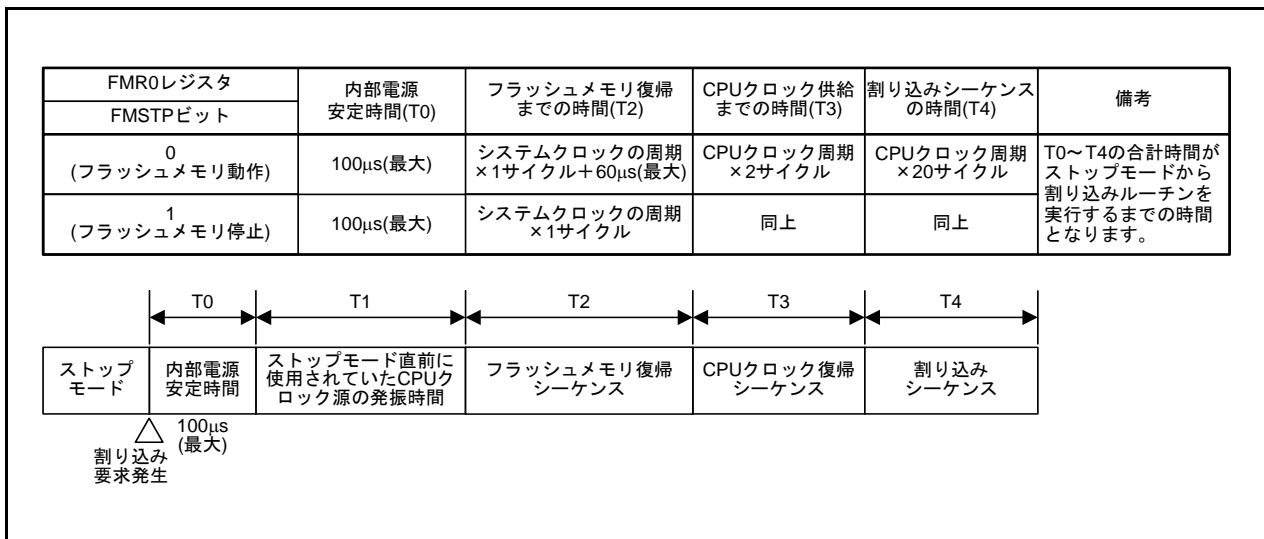 FMR0レジスタ
FMSTPビット
内部電源
安定時間(T0)
フラッシュメモリ復帰
までの時間(T2)
CPUクロック供給
までの時間(T3)
割り込みシーケンス
の時間(T4)
備考
0
(フラッシュメモリ動作)
100μs(最大)
システムクロックの周期
×1サイクル+60μs(最大)
CPUクロック周期
×2サイクル
CPUクロック周期
×20サイクル
T0~T4の合計時間が
ストップモードから
割り込みルーチンを
実行するまでの時間
となります。
1
(フラッシュメモリ停止)
100μs(最大)
システムクロックの周期
×1サイクル
同上
同上
T0
T1
T2
T3
T4
ストップ
モード
内部電源
安定時間
ストップモード直前に
使用されていたCPUク
ロック源の発振時間
フラッシュメモリ復帰
シーケンス
CPUクロック復帰
シーケンス
割り込み
シーケンス
100μs
(最大)
割り込み
要求発生